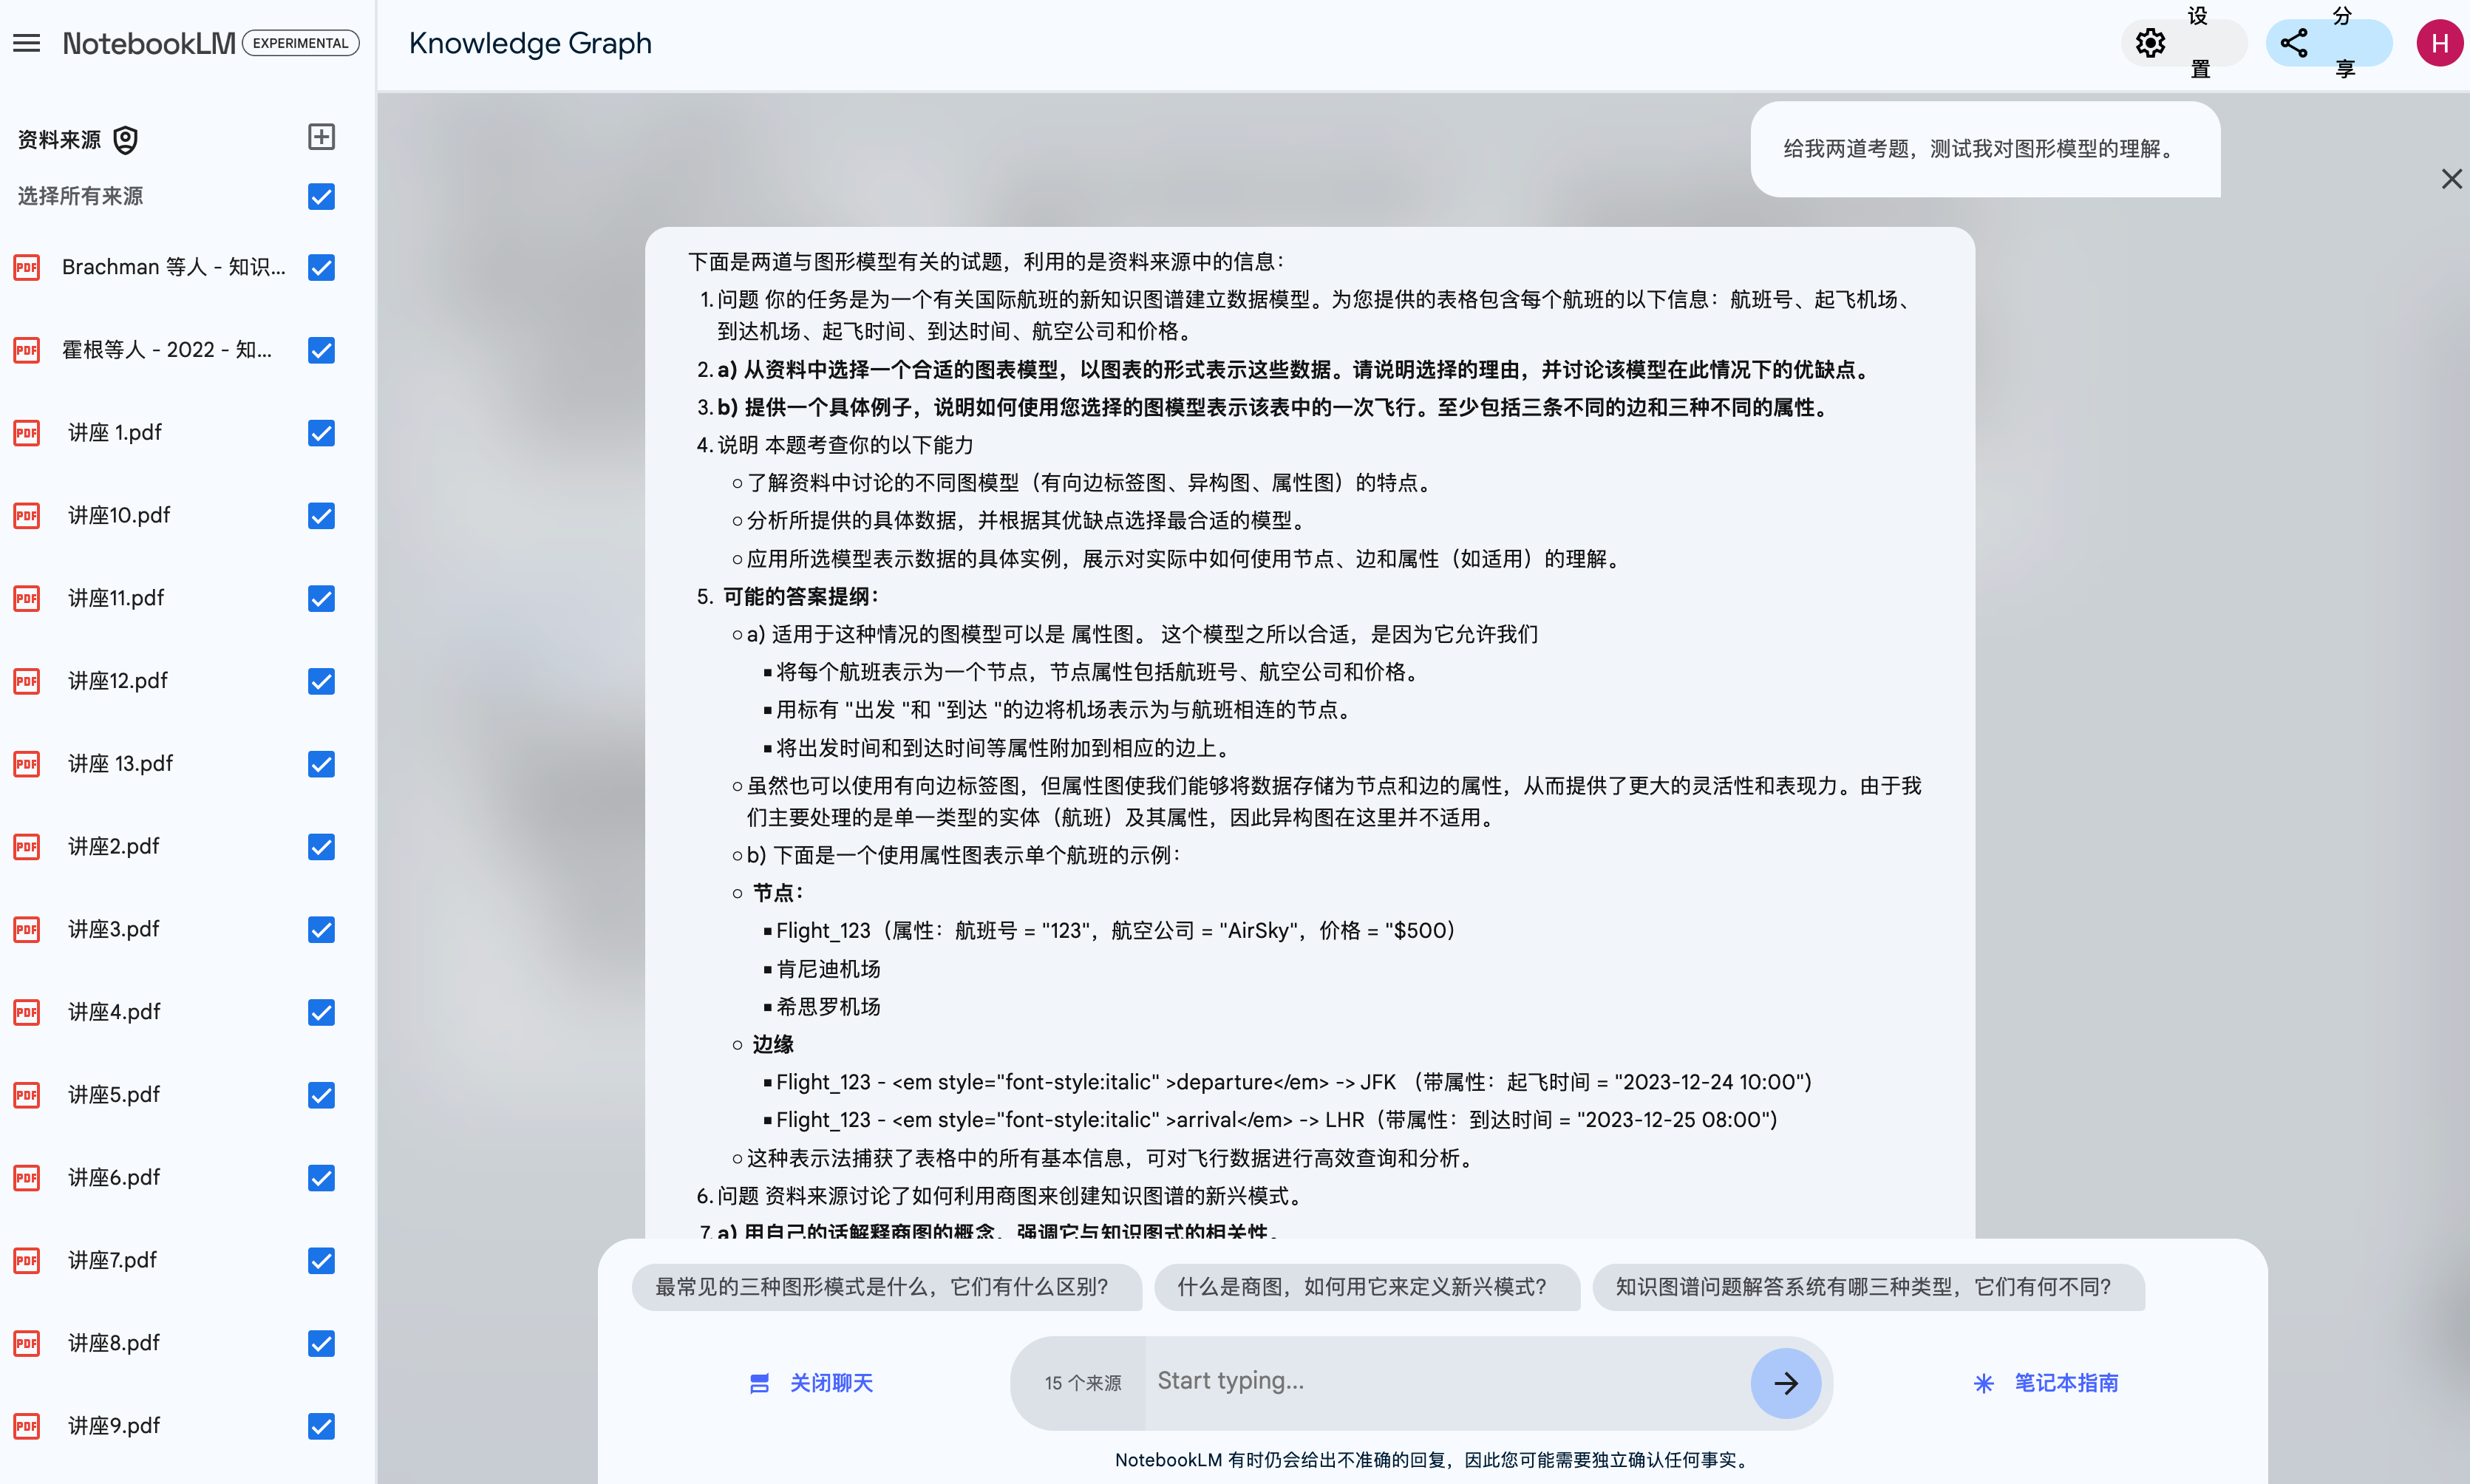 NotebookLM EXPERIMENTAL
Knowledge Graph
设置
分享
H
资料来源
选择所有来源
Brachman 等人 - 知识...
霍根等人 - 2022 - 知...
讲座 1.pdf
讲座10.pdf
讲座11.pdf
讲座12.pdf
讲座 13.pdf
讲座2.pdf
讲座3.pdf
讲座4.pdf
讲座5.pdf
讲座6.pdf
讲座7.pdf
讲座8.pdf
讲座9.pdf
给我两道考题，测试我对图形模型的理解。
下面是两道与图形模型有关的试题，利用的是资料来源中的信息：
1. 问题 你的任务是为一个有关国际航班的新知识图谱建立数据模型。为您提供的表格包含每个航班的以下信息：航班号、起飞机场、
到达机场、起飞时间、到达时间、航空公司和价格。
2. a) 从资料中选择一个合适的图表模型，以图表的形式表示这些数据。请说明选择的理由，并讨论该模型在此情况下的优缺点。
3. b) 提供一个具体例子，说明如何使用您选择的图模型表示该表中的一次飞行。至少包括三条不同的边和三种不同的属性。
4. 说明 本题考查你的以下能力
○ 了解资料中讨论的不同图模型（有向边标签图、异构图、属性图）的特点。
○ 分析所提供的具体数据，并根据其优缺点选择最合适的模型。
○ 应用所选模型表示数据的具体实例，展示对实际中如何使用节点、边和属性（如适用）的理解。
5. 可能的答案提纲：
○ a) 适用于这种情况的图模型可以是 属性图。 这个模型之所以合适，是因为它允许我们
▪ 将每个航班表示为一个节点，节点属性包括航班号、航空公司和价格。
▪ 用标有 "出发 "和 "到达 "的边将机场表示为与航班相连的节点。
▪ 将出发时间和到达时间等属性附加到相应的边上。
○ 虽然也可以使用有向边标签图，但属性图使我们能够将数据存储为节点和边的属性，从而提供了更大的灵活性和表现力。由于我
们主要处理的是单一类型的实体（航班）及其属性，因此异构图在这里并不适用。
○ b) 下面是一个使用属性图表示单个航班的示例：
○ 节点：
▪ Flight_123（属性：航班号 = "123"，航空公司 = "AirSky"，价格 = "$500）
▪ 肯尼迪机场
▪ 希思罗机场
○ 边缘
▪ Flight_123 - <em style="font-style:italic" >departure</em> -> JFK （带属性：起飞时间 = "2023-12-24 10:00"）
▪ Flight_123 - <em style="font-style:italic" >arrival</em> -> LHR（带属性：到达时间 = "2023-12-25 08:00"）
○ 这种表示法捕获了表格中的所有基本信息，可对飞行数据进行高效查询和分析。
6. 问题 资料来源讨论了如何利用商图来创建知识图谱的新兴模式。
7. a) 用自己的话解释商图的概念，强调它与知识图式的相关性。
最常见的三种图形模式是什么，它们有什么区别？
什么是商图，如何用它来定义新兴模式？
知识图谱问题解答系统有哪三种类型，它们有何不同？
关闭聊天
15 个来源
Start typing...
笔记本指南
NotebookLM 有时仍会给出不准确的回复，因此您可能需要独立确认任何事实。